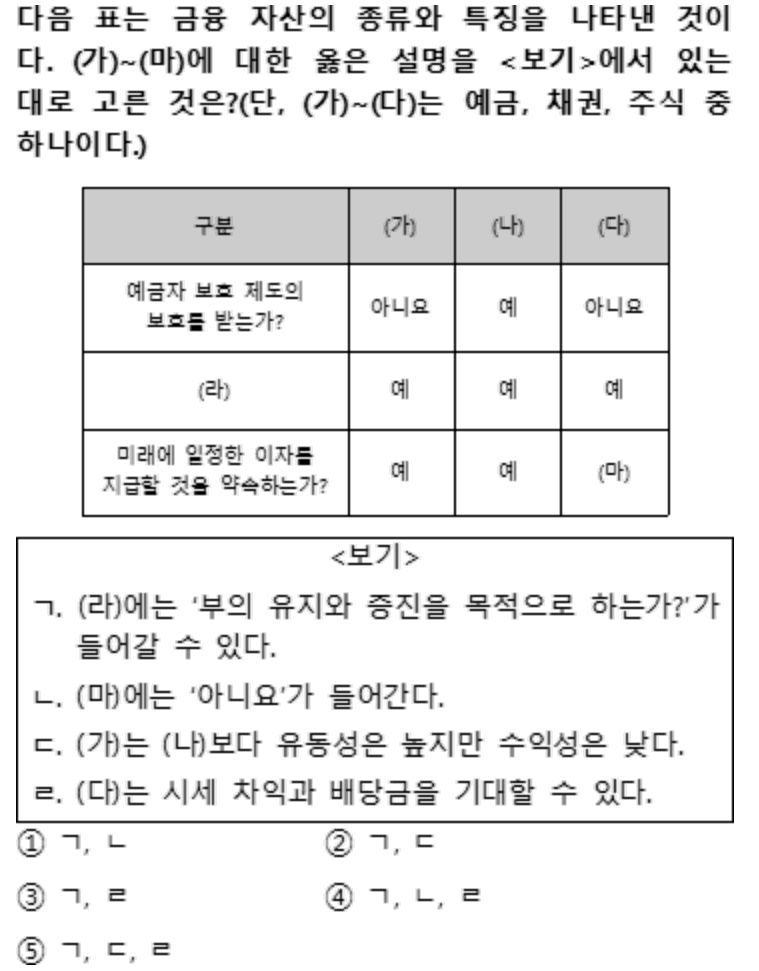 다음 표는 금융 자산의 종류와 특징을 나타낸 것이
다. (가)~(마)에 대한 옳은 설명을 <보기>에서 있는
대로 고른 것은?(단, (가)~(다)는 예금, 채권, 주식 중
하나이다.)
구분 (가) (나) (다)
예금자 보호 제도의
보호를 받는가? 아니요 예 아니요
(라) 예 예 예
미래에 일정한 이자를
지급할 것을 약속하는가? 예 예 (마)
<보기>
ㄱ. (라)에는 '부의 유지와 증진을 목적으로 하는가?'가
들어갈 수 있다.
ㄴ. (마)에는 '아니요'가 들어간다.
ㄷ. (가)는 (나)보다 유동성은 높지만 수익성은 낮다.
ㄹ. (다)는 시세 차익과 배당금을 기대할 수 있다.
① ㄱ, ㄴ ② ㄱ, ㄷ
③ ㄱ, ㄹ ④ ㄱ, ㄴ, ㄹ
⑤ ㄱ, ㄷ, ㄹ